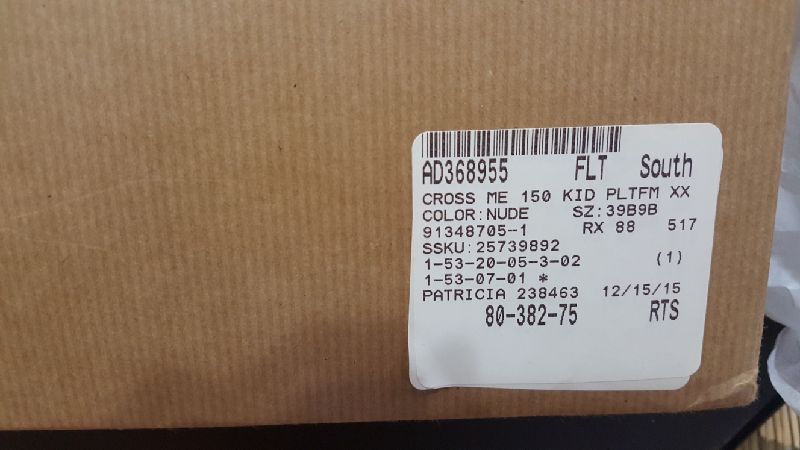 AD368955 FLT South
CROSS ME 150 KID PLTFM XX
COLOR:NUDE SZ:39B9B
91348705-1 RX 88 517
SSKU:25739892
1-53-20-05-3-02 (1)
1-53-07-01 *
PATRICIA 238463 12/15/15
80-382-75 RTS